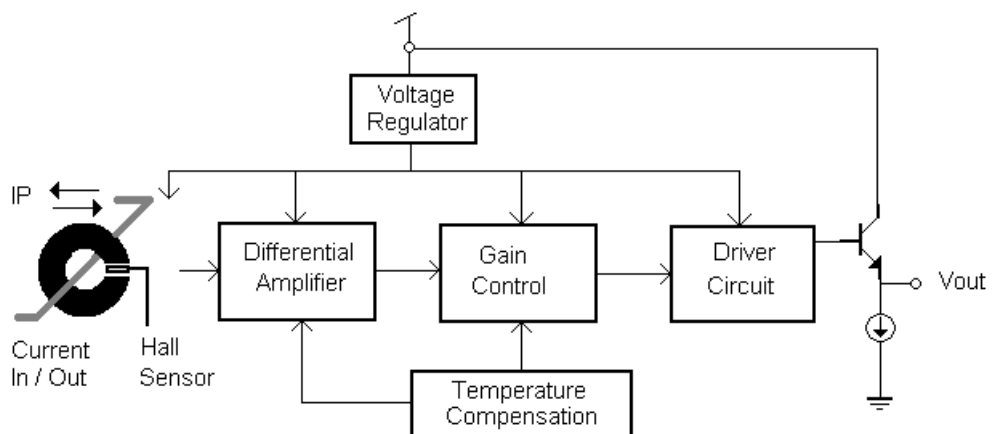 Voltage
Regulator
IP
Differential
Amplifier
Gain
Control
Driver
Circuit
Vout
Current
In / Out
Hall
Sensor
Temperature
Compensation